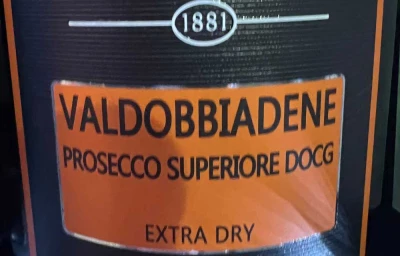 1881
VALDOBBIADENE
PROSECCO SUPERIORE DOCG
EXTRA DRY